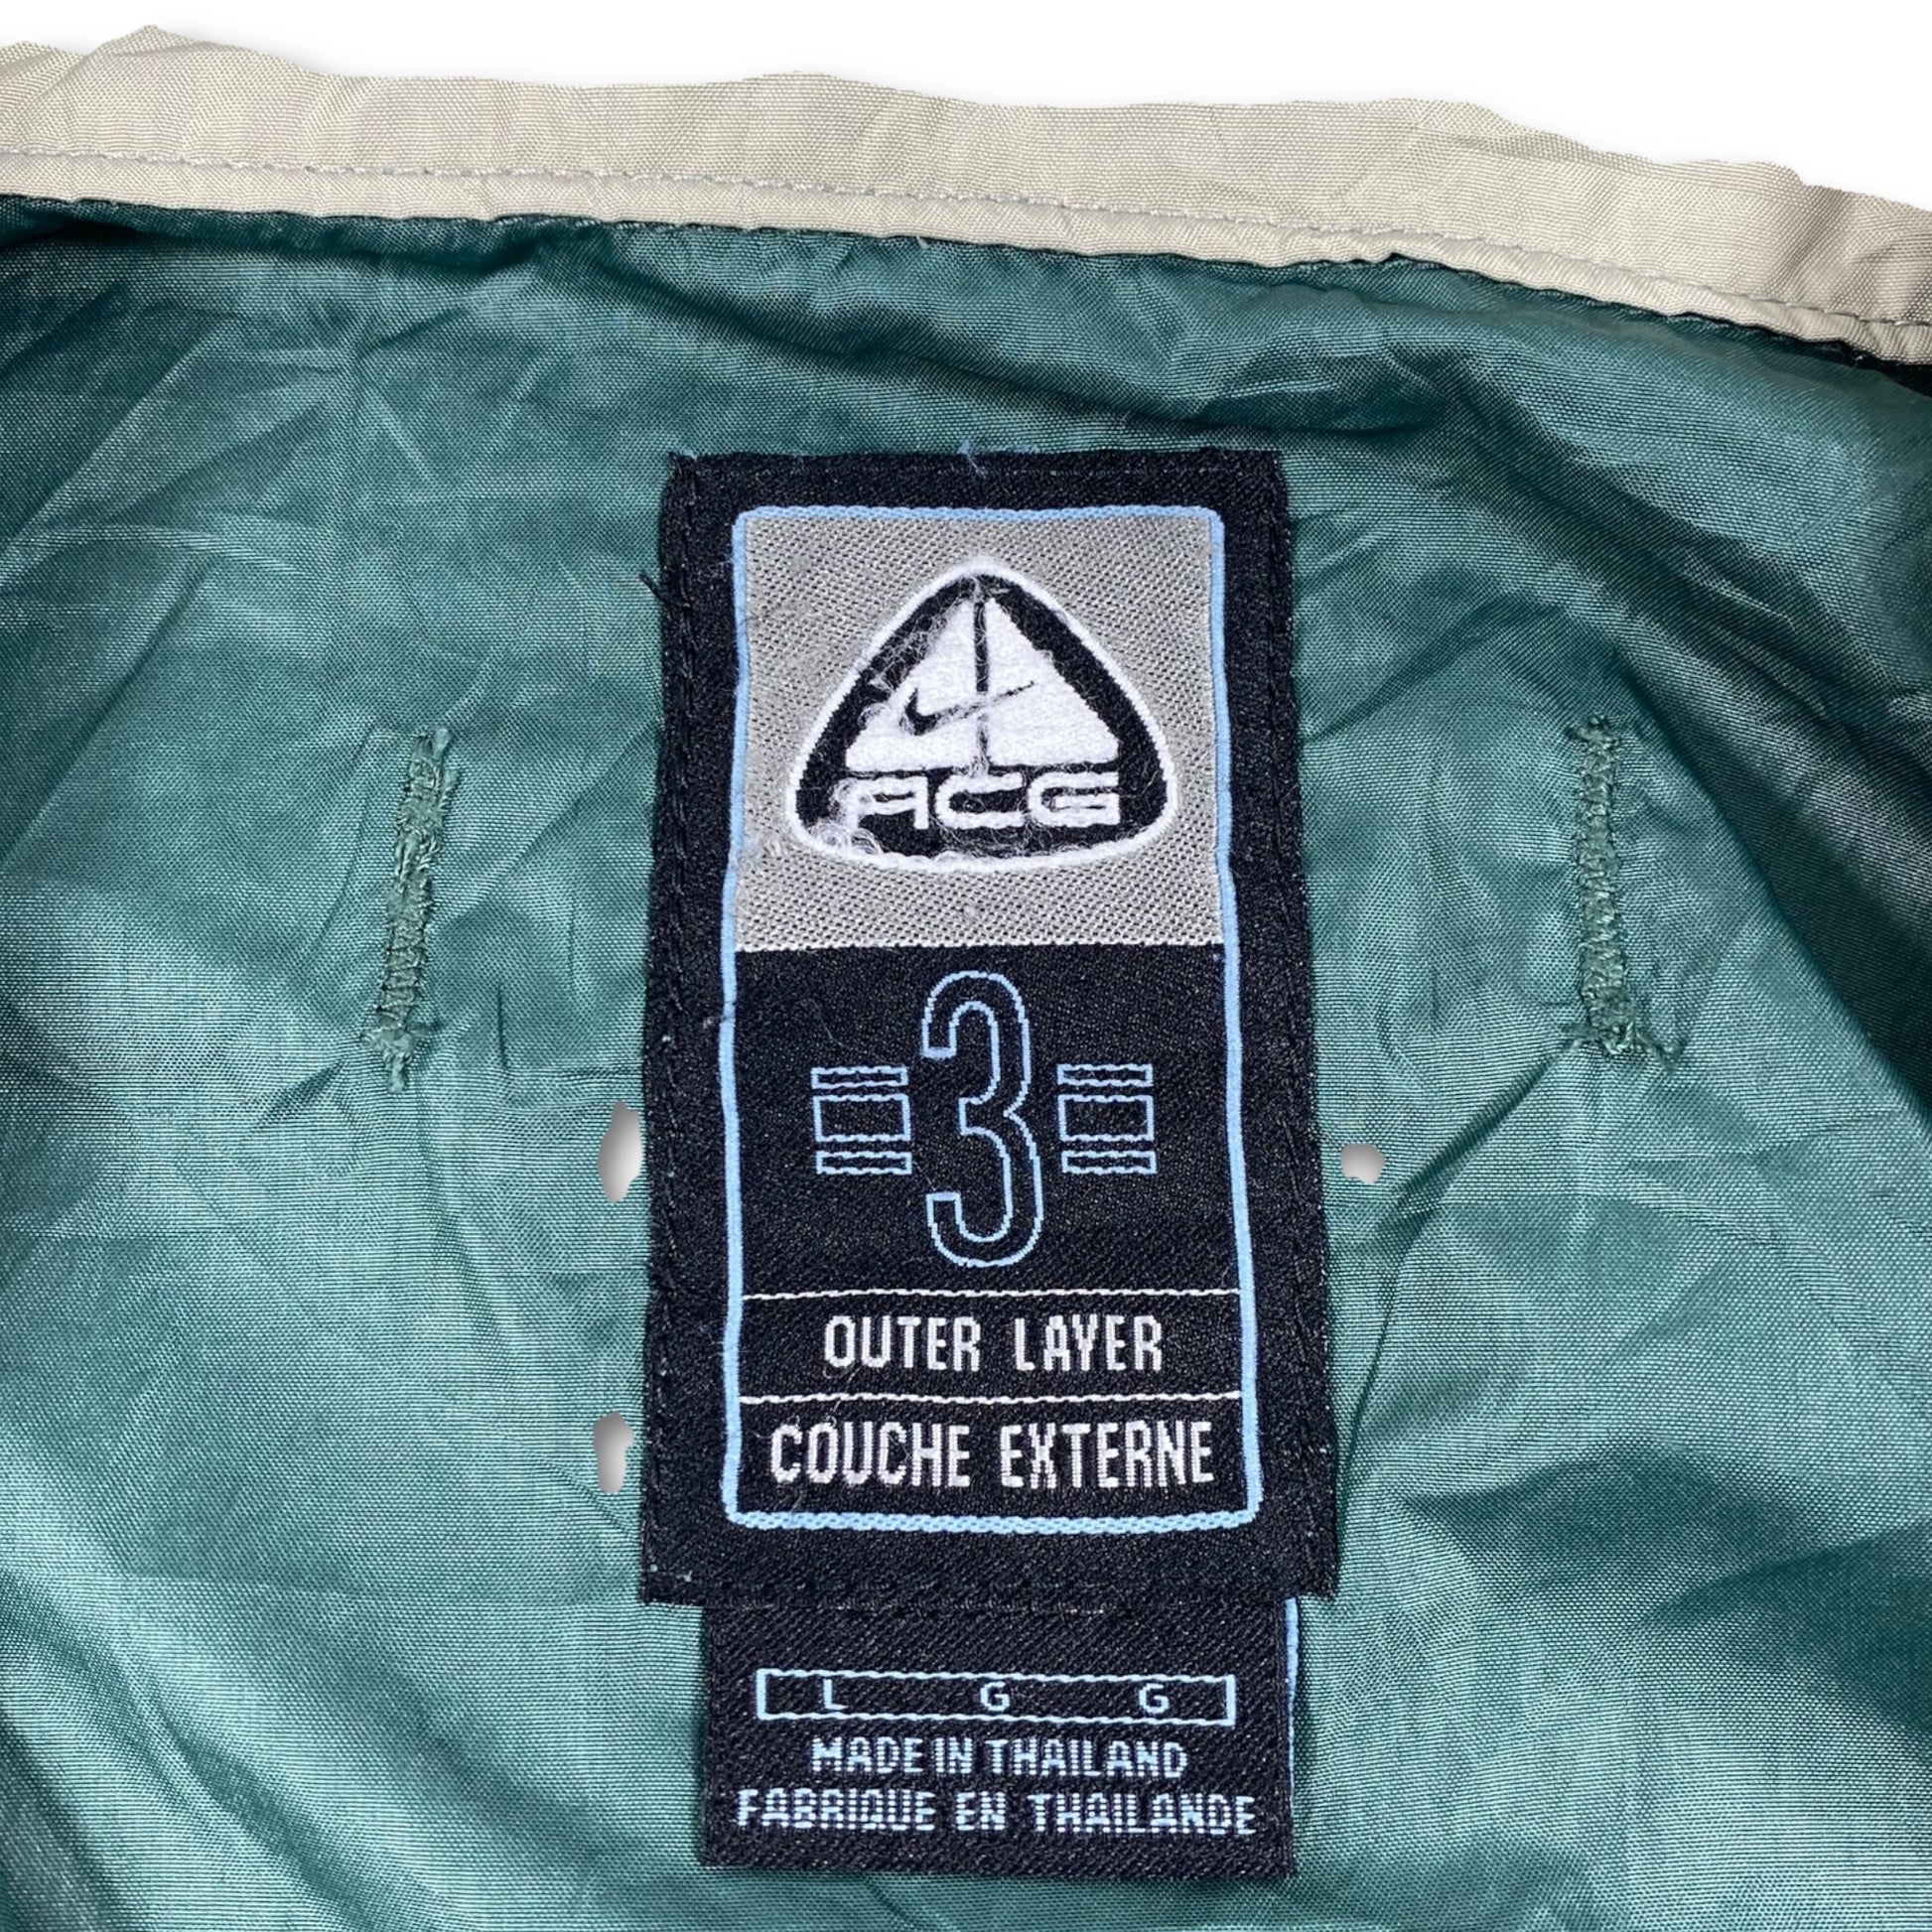 ACG
3
OUTER LAYER
COUCHE EXTERNE
L G G
MADE IN THAILAND
FABRIQUE EN THAILANDE